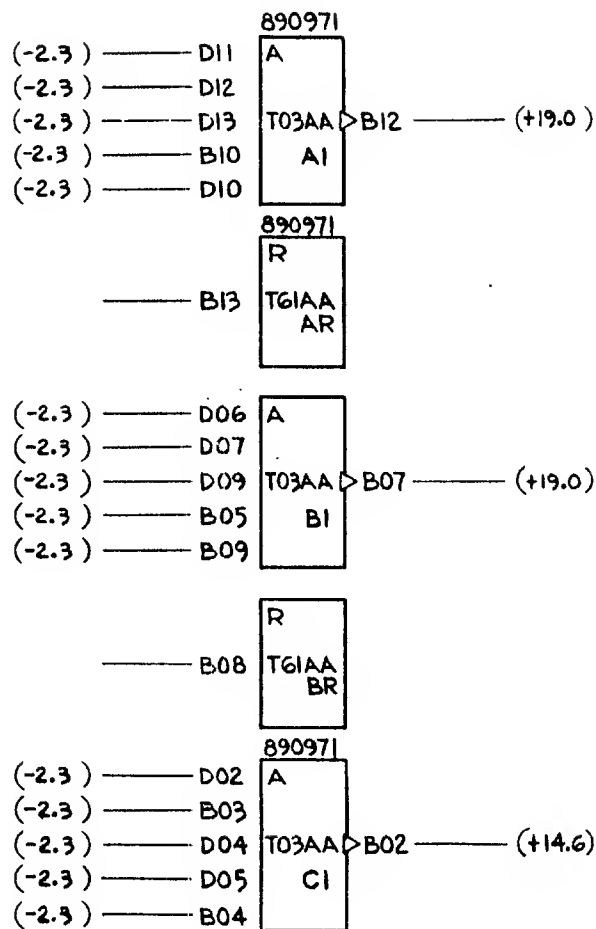 890971
(-2.3) D11 A
(-2.3) D12
(-2.3) D13 T03AA B12 (+19.0)
(-2.3) B10 A1
(-2.3) D10
890971
R
B13 T61AA
AR
(-2.3) D06 A
(-2.3) D07
(-2.3) D09 T03AA B07 (+19.0)
(-2.3) B05 B1
(-2.3) B09
R
B08 T61AA
BR
890971
(-2.3) D02 A
(-2.3) B03
(-2.3) D04 T03AA B02 (+14.6)
(-2.3) D05 C1
(-2.3) B04